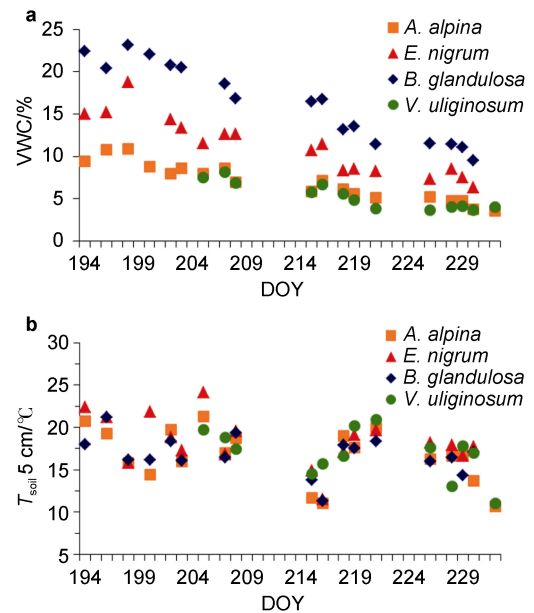 a
25
20
15
10
5
0
VWC/%
194 199 204 209 214 219 224 229
DOY
A. alpina
E. nigrum
B. glandulosa
V. uliginosum
b
30
25
20
15
10
5
Tsoil 5 cm/℃
194 199 204 209 214 219 224 229
DOY
A. alpina
E. nigrum
B. glandulosa
V. uliginosum